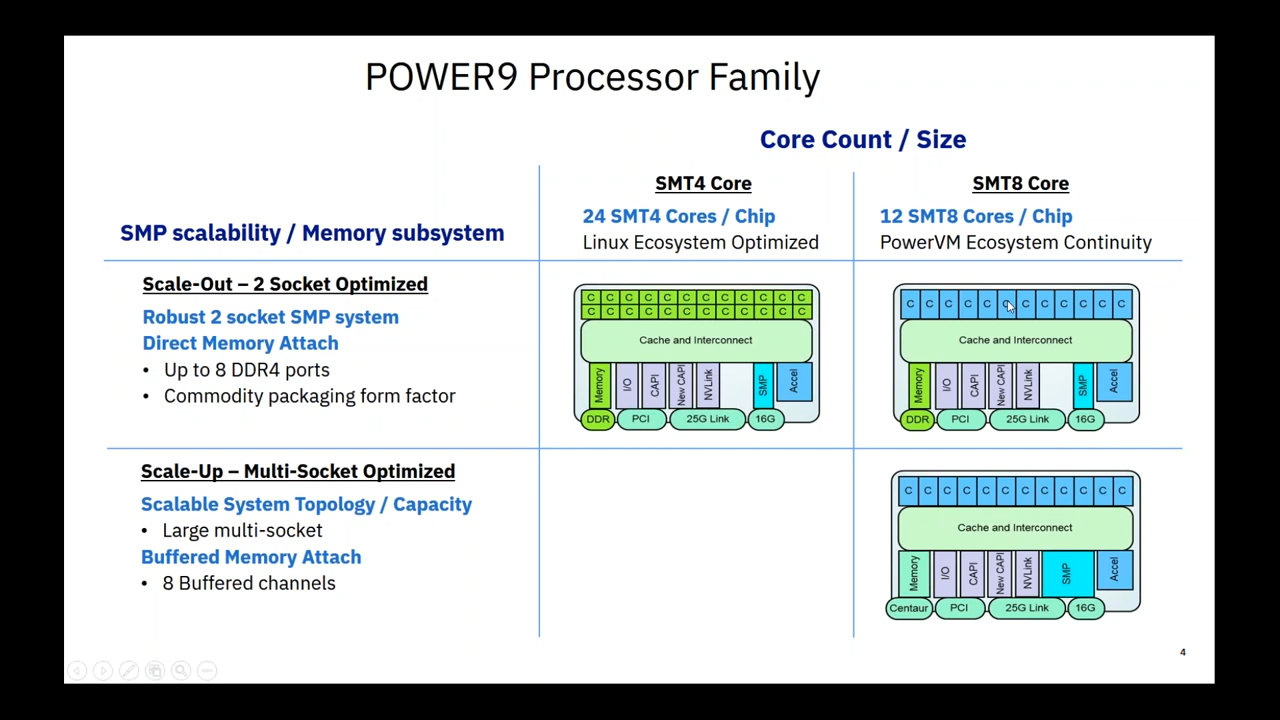 POWER9 Processor Family
Core Count / Size
SMT4 Core
24 SMT4 Cores / Chip
Linux Ecosystem Optimized
SMT8 Core
12 SMT8 Cores / Chip
PowerVM Ecosystem Continuity
SMP scalability / Memory subsystem
Scale-Out – 2 Socket Optimized
Robust 2 socket SMP system
Direct Memory Attach
• Up to 8 DDR4 ports
• Commodity packaging form factor
C C C C C C C C C C C C
C C C C C C C C C C C C
Cache and Interconnect
Memory I/O CAPI New CAPI NVLink SMP Accel
DDR PCI 25G Link 16G
C C C C C C C C C C C C
Cache and Interconnect
Memory I/O CAPI New CAPI NVLink SMP Accel
DDR PCI 25G Link 16G
Scale-Up – Multi-Socket Optimized
Scalable System Topology / Capacity
• Large multi-socket
Buffered Memory Attach
• 8 Buffered channels
C C C C C C C C C C C C
Cache and Interconnect
Memory I/O CAPI New CAPI NVLink SMP Accel
Centaur PCI 25G Link 16G
4